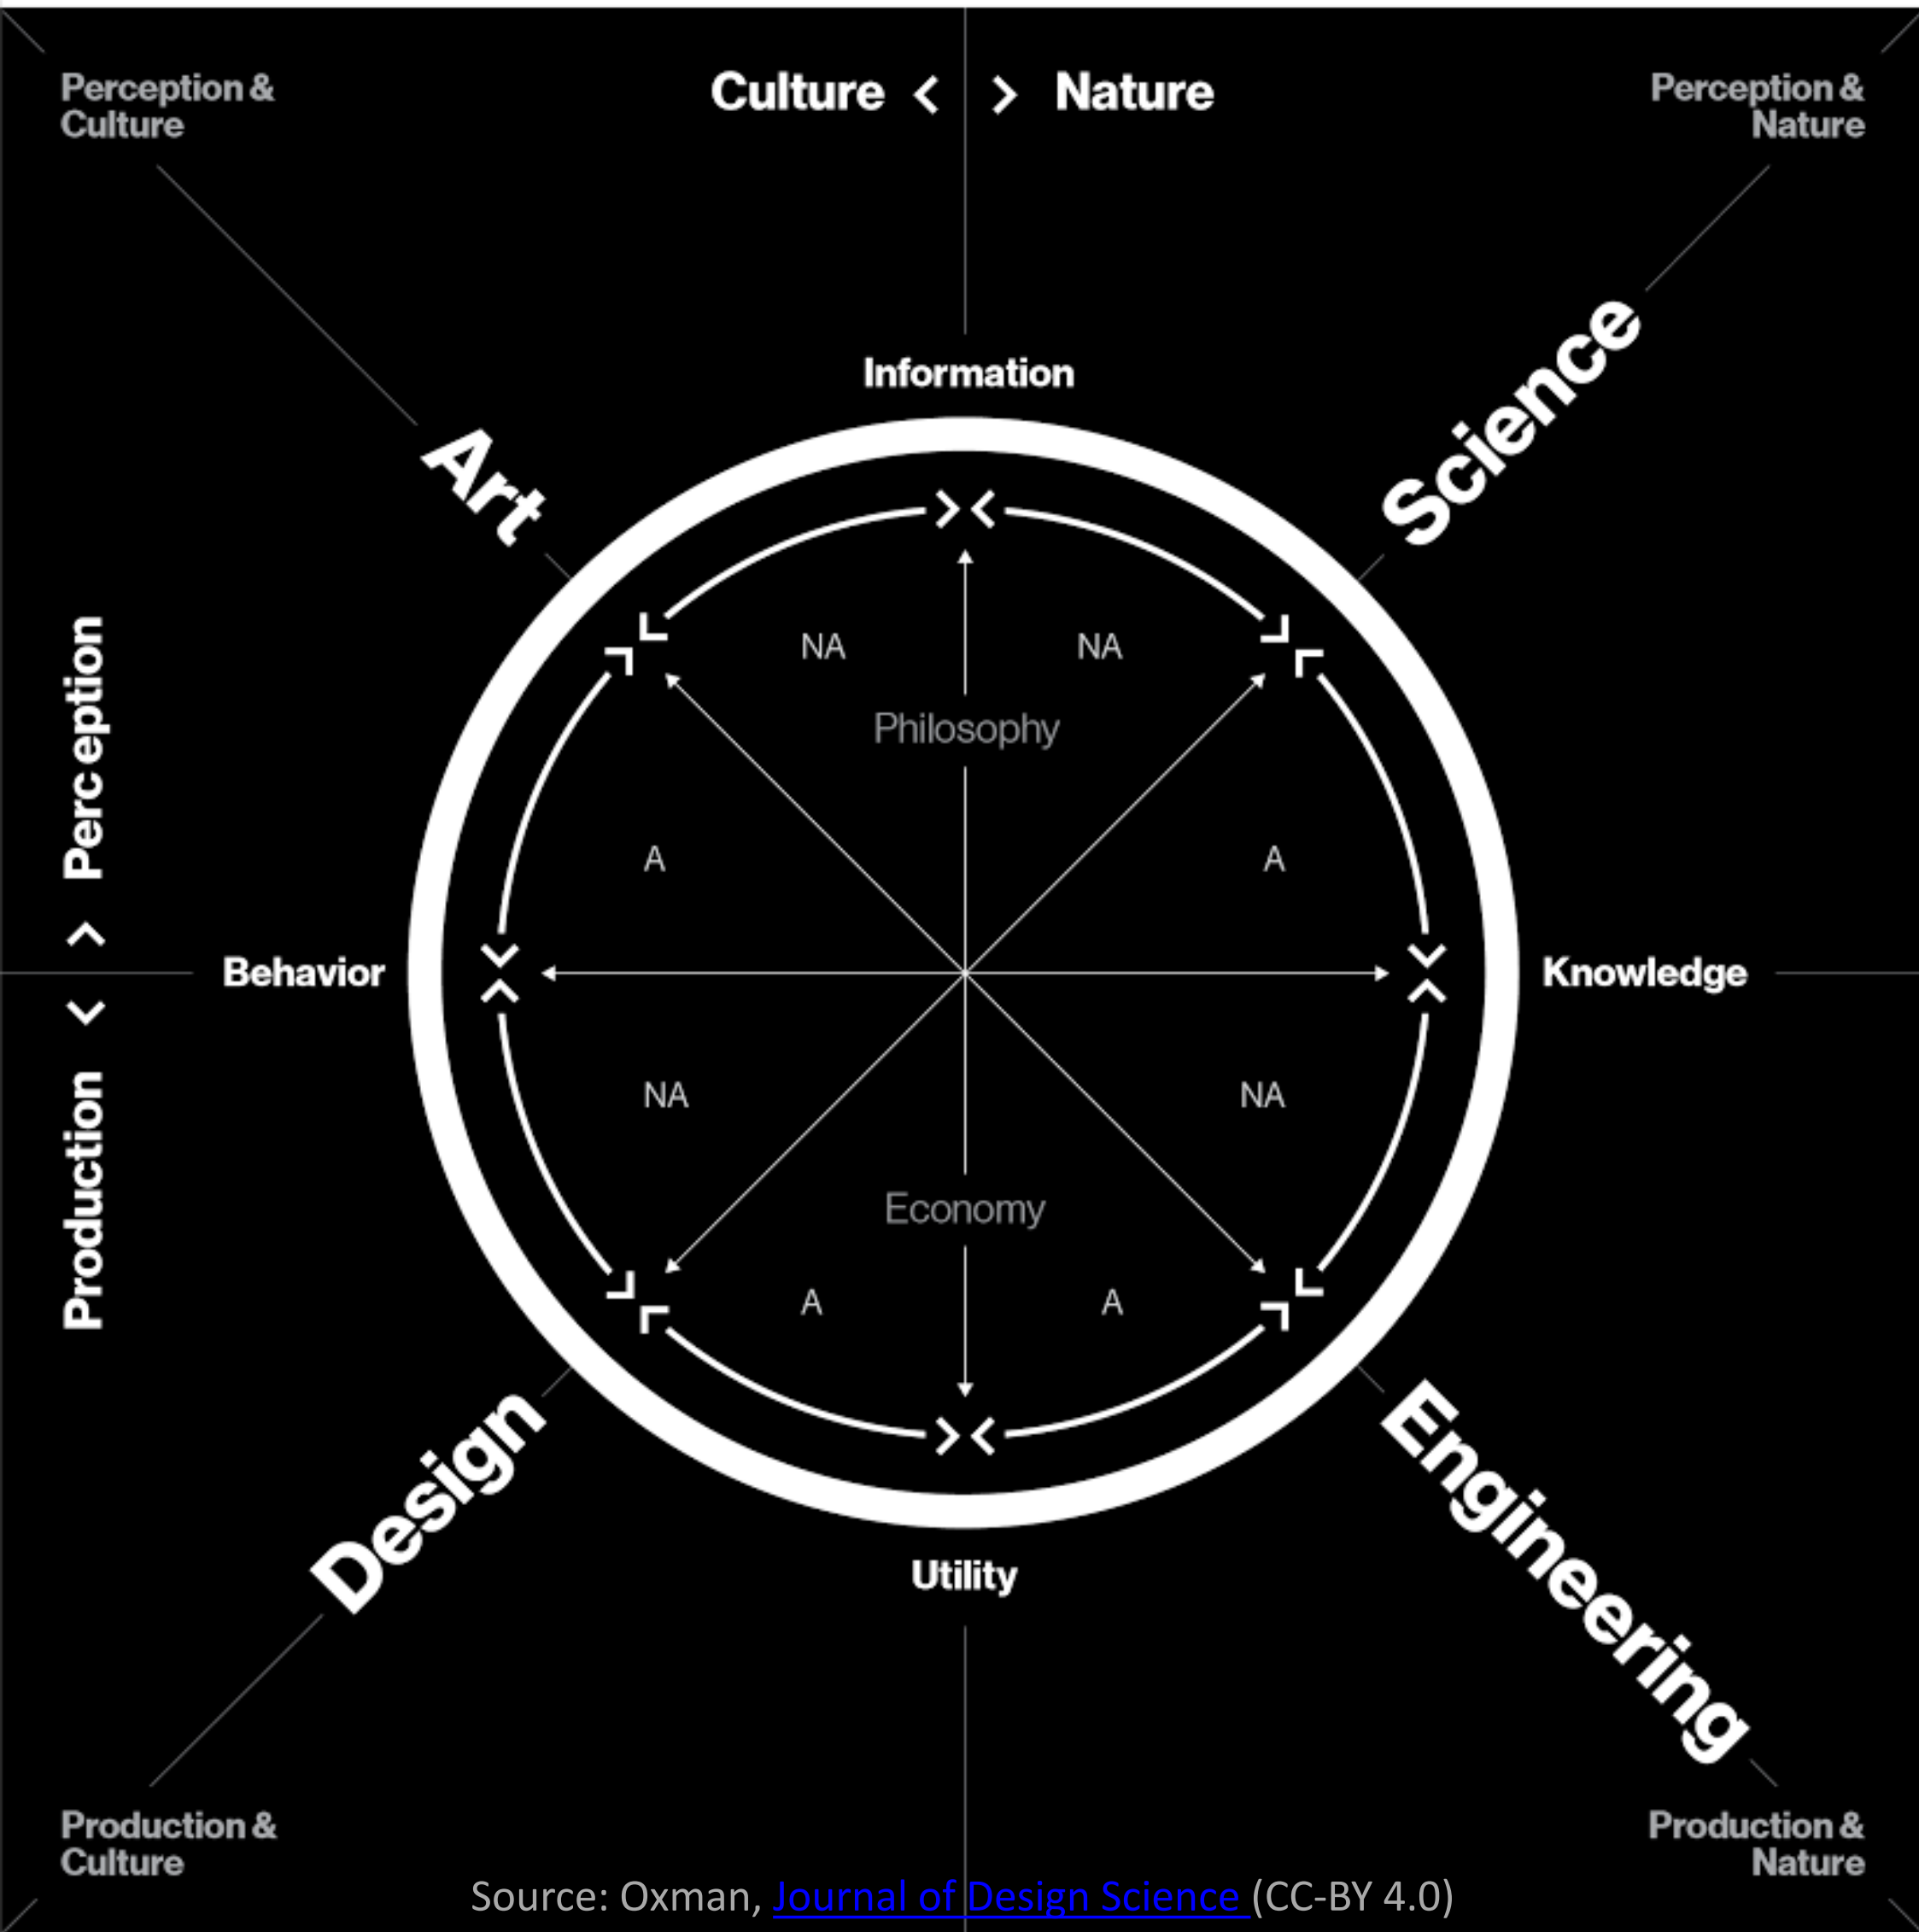 Perception &
Culture
Culture < > Nature
Perception &
Nature
Information
Art
Science
NA
NA
Philosophy
Production < > Perception
A
A
Behavior
Knowledge
NA
NA
Economy
A
A
Design
Engineering
Utility
Production &
Culture
Production &
Nature
Source: Oxman, Journal of Design Science (CC-BY 4.0)